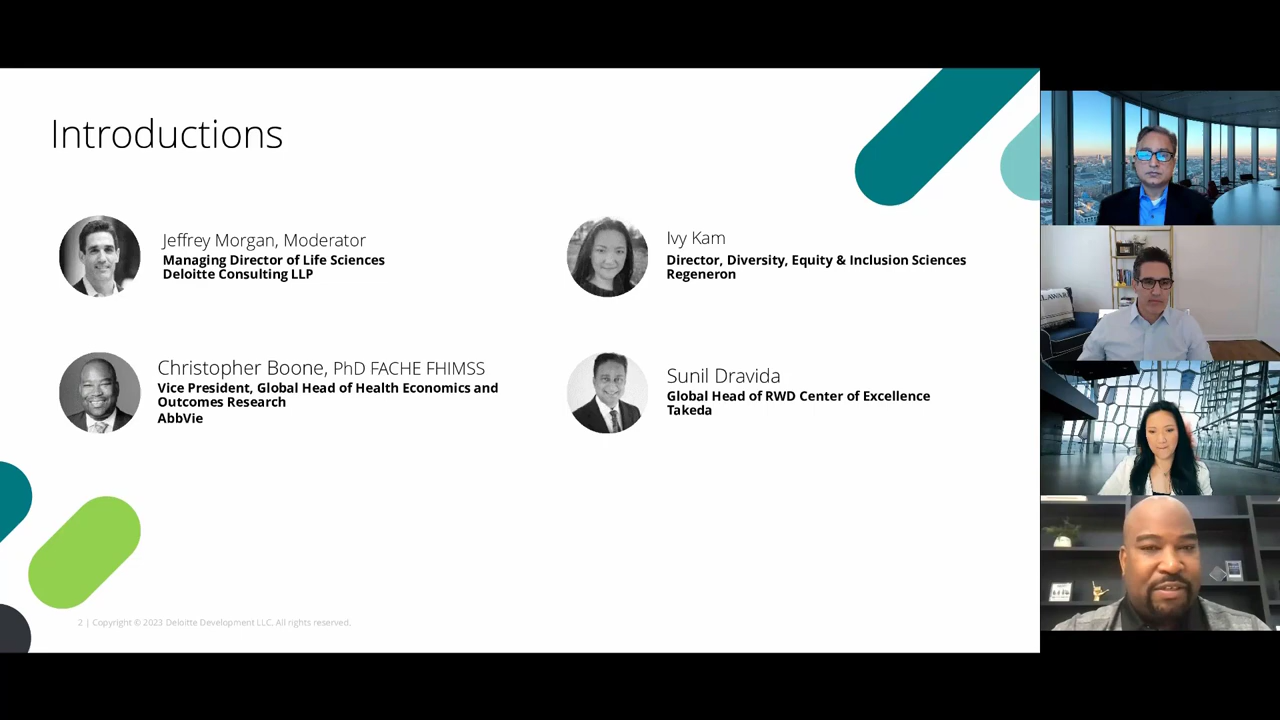 Introductions
Jeffrey Morgan, Moderator
Managing Director of Life Sciences
Deloitte Consulting LLP
Ivy Kam
Director, Diversity, Equity & Inclusion Sciences
Regeneron
Christopher Boone, PhD FACHE FHIMSS
Vice President, Global Head of Health Economics and
Outcomes Research
AbbVie
Sunil Dravida
Global Head of RWD Center of Excellence
Takeda
2 | Copyright © 2023 Deloitte Development LLC. All rights reserved.